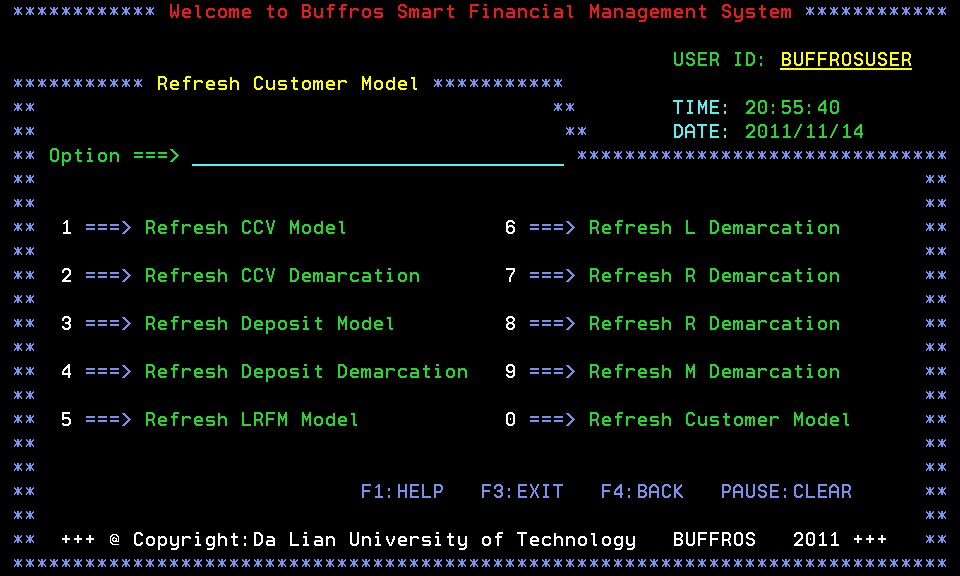 ************ Welcome to Buffros Smart Financial Management System ************
USER ID: BUFFROSUSER
*********** Refresh Customer Model ***********
** **   TIME: 20:55:40
** **   DATE: 2011/11/14
** Option ===> _______________________________ *******************************
** **
** **
** 1 ===> Refresh CCV Model   6 ===> Refresh L Demarcation **
** **
** 2 ===> Refresh CCV Demarcation   7 ===> Refresh R Demarcation **
** **
** 3 ===> Refresh Deposit Model   8 ===> Refresh R Demarcation **
** **
** 4 ===> Refresh Deposit Demarcation   9 ===> Refresh M Demarcation **
** **
** 5 ===> Refresh LRFM Model   0 ===> Refresh Customer Model **
** **
** **
** F1:HELP   F3:EXIT   F4:BACK   PAUSE:CLEAR **
** **
** +++ @ Copyright:Da Lian University of Technology   BUFFROS   2011 +++ **
******************************************************************************